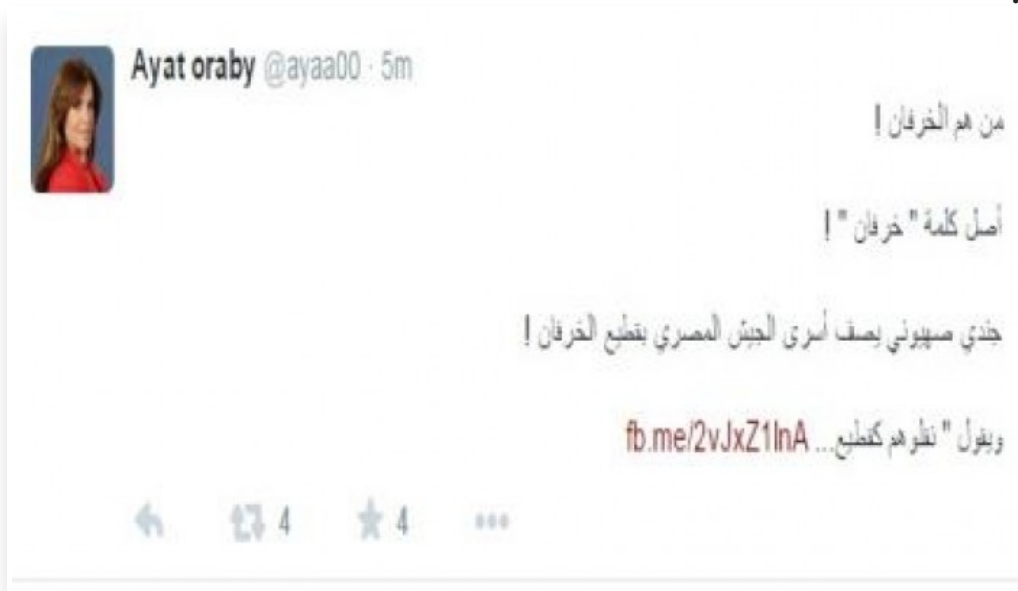 Ayat oraby @ayaa00 · 5m
من هم الخرفان !
أصل كلمة " خرفان " !
جندي صهيوني يصف أسرى الجيش المصري بقطيع الخرفان !
ويقول " نقلوهم كقطيع... fb.me/2vJxZ1lnA
4 4